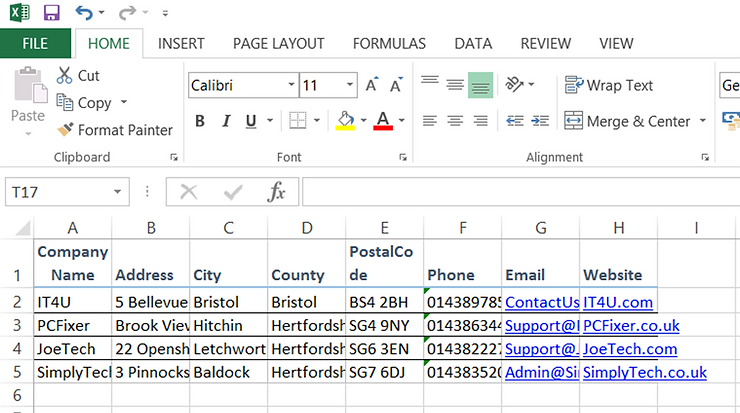 FILE HOME INSERT PAGE LAYOUT FORMULAS DATA REVIEW VIEW
Cut
Copy
Paste
Format Painter
Calibri 11 A A
B I U A
Wrap Text
Merge & Center
Ge
Clipboard Font Alignment
T17 fx
A B C D E F G H I
Company PostalCo
1 Name Address City County de Phone Email Website
2 IT4U 5 Bellevue Bristol Bristol BS4 2BH 014389785 ContactUs IT4U.com
3 PCFixer Brook View Hitchin Hertfordsh SG4 9NY 014386344 Support@ PCFixer.co.uk
4 JoeTech 22 Opensh Letchwort Hertfordsh SG6 3EN 014382227 Support@ JoeTech.com
5 SimplyTech 3 Pinnocks Baldock Hertfordsh SG7 6DJ 014383520 Admin@Si SimplyTech.co.uk
6